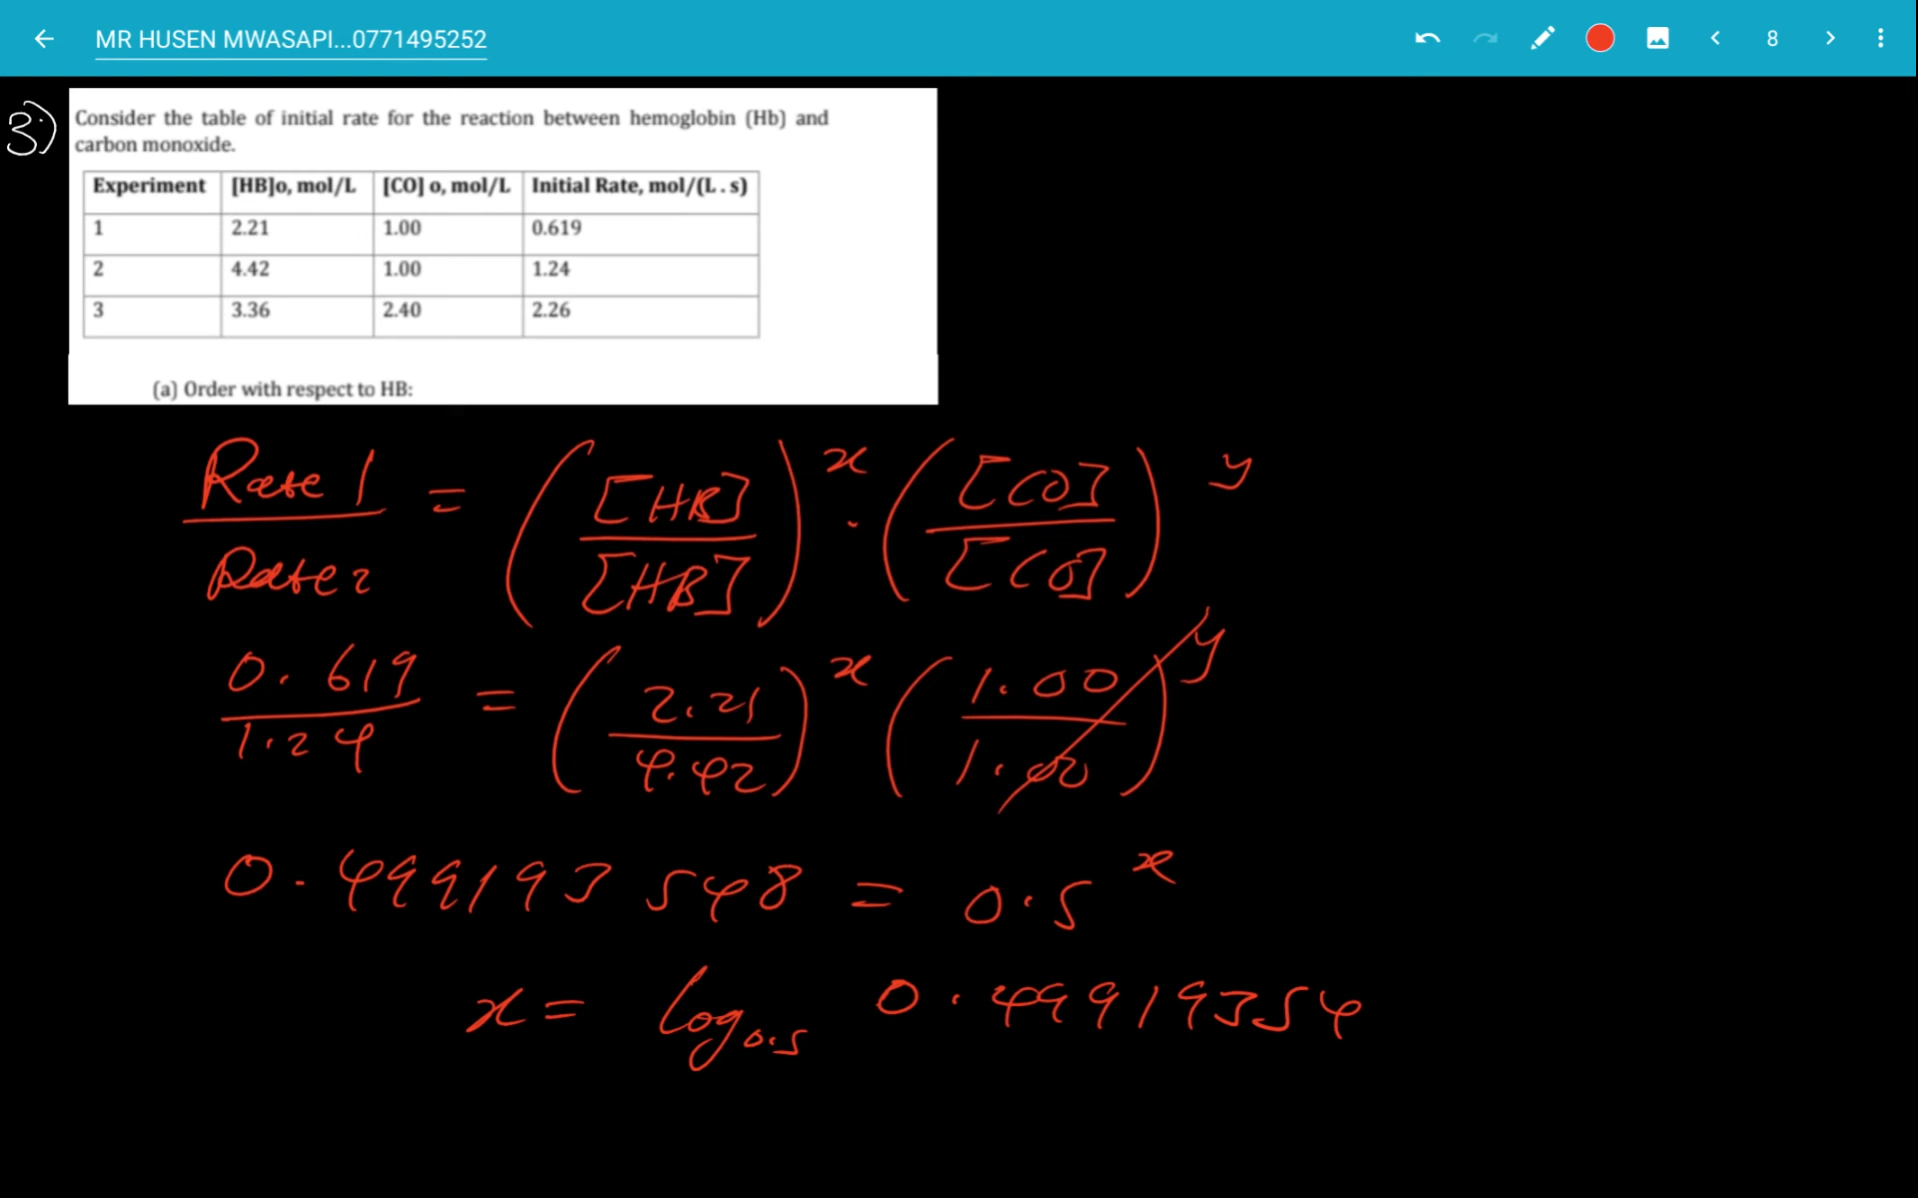 MR HUSEN MWASAPI...0771495252
8
3)
Consider the table of initial rate for the reaction between hemoglobin (Hb) and
carbon monoxide.
Experiment [HB]o, mol/L [CO] o, mol/L Initial Rate, mol/(L . s)
1 2.21 1.00 0.619
2 4.42 1.00 1.24
3 3.36 2.40 2.26
(a) Order with respect to HB:
Rate 1 / Rate 2 = ([HB] / [HB])^x . ([CO] / [CO])^y
0.619 / 1.24 = (2.21 / 4.42)^x (1.00 / 1.00)^y
0.499193548 = 0.5^x
x = log_0.5 0.49919354